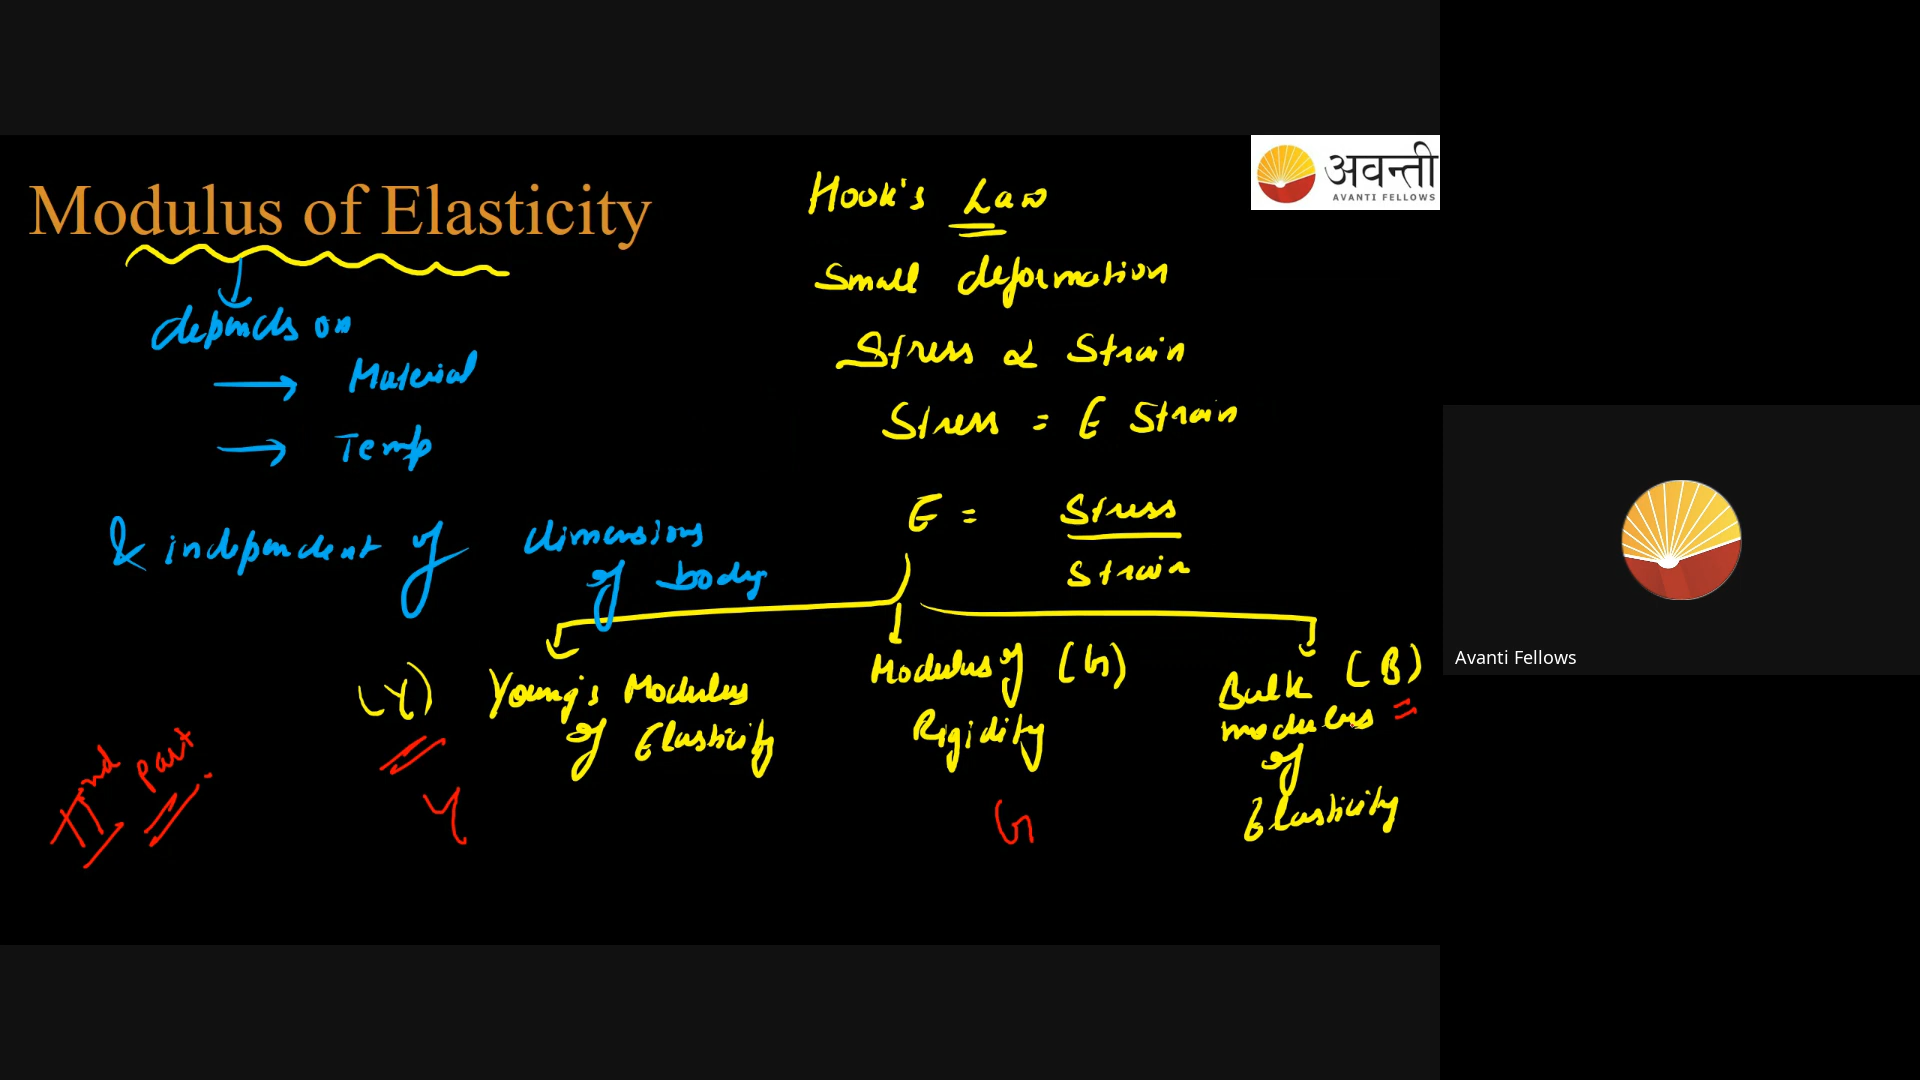 Modulus of Elasticity
depends on
→ Material
→ Temp
& independent of dimensions
of body
Hook's Law
Small deformation
Stress α Strain
Stress = E Strain
E = Stress
Strain
(Y) Young's Modulus
of Elasticity
Y
Modulus of (G)
Rigidity
G
Bulk (B)
modulus
of
Elasticity
IInd part
अवन्ती
AVANTI FELLOWS
Avanti Fellows